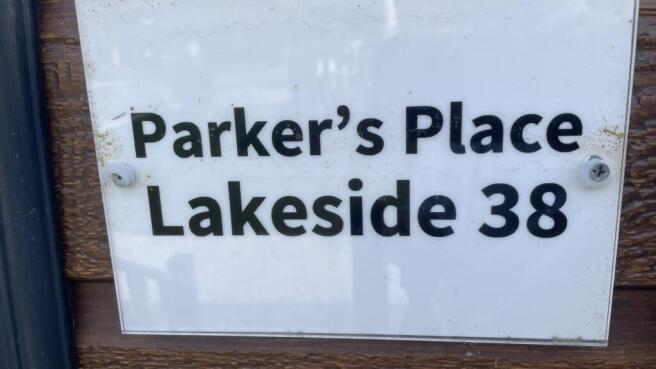 Parker’s Place
Lakeside 38